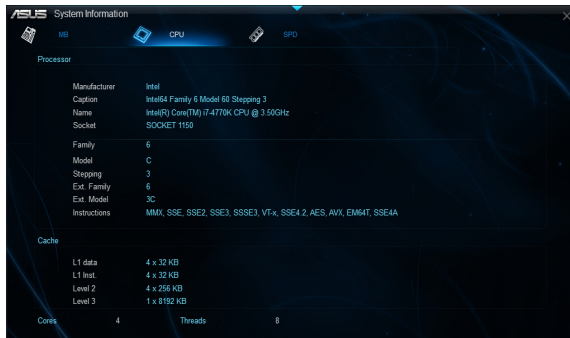 ASUS System Information
MB CPU SPD
Processor
Manufacturer Intel
Caption Intel64 Family 6 Model 60 Stepping 3
Name Intel(R) Core(TM) i7-4770K CPU @ 3.50GHz
Socket SOCKET 1150
Family 6
Model C
Stepping 3
Ext. Family 6
Ext. Model 3C
Instructions MMX, SSE, SSE2, SSE3, SSSE3, VT-x, SSE4.2, AES, AVX, EM64T, SSE4A
Cache
L1 data 4 x 32 KB
L1 Inst. 4 x 32 KB
Level 2 4 x 256 KB
Level 3 1 x 8192 KB
Cores 4 Threads 8